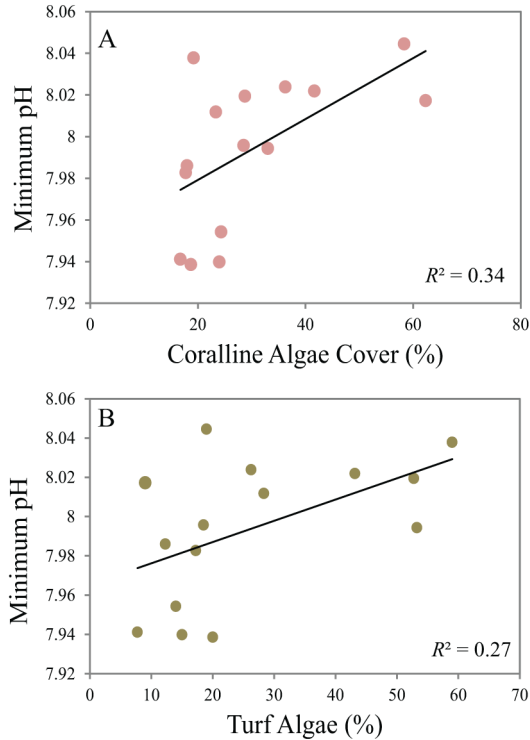 A
8.06
8.04
8.02
8
7.98
7.96
7.94
7.92
Minimum pH
R² = 0.34
0 20 40 60 80
Coralline Algae Cover (%)
B
8.06
8.04
8.02
8
7.98
7.96
7.94
7.92
Minimum pH
R² = 0.27
0 10 20 30 40 50 60 70
Turf Algae (%)